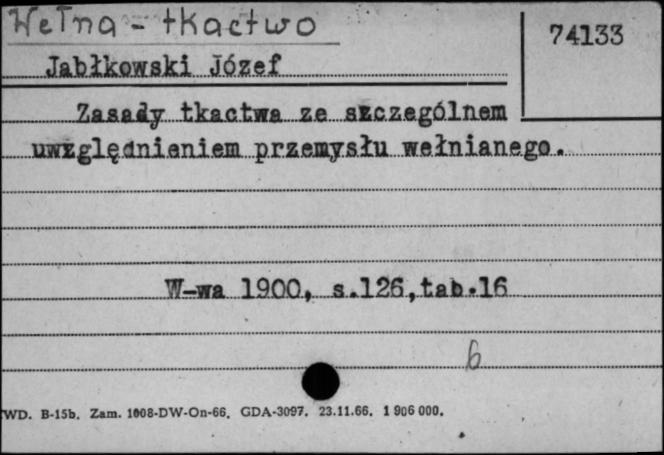 Wełna - tkactwo
74133
Jabłkowski Józef
Zasady tkactwa ze szczególnem
uwzględnieniem przemysłu wełnianego.
W-wa 1900, s.126,tab.16
6
WD. B-15b. Zam. 1008-DW-On-66. GDA-3097. 23.11.66. 1 906 000.